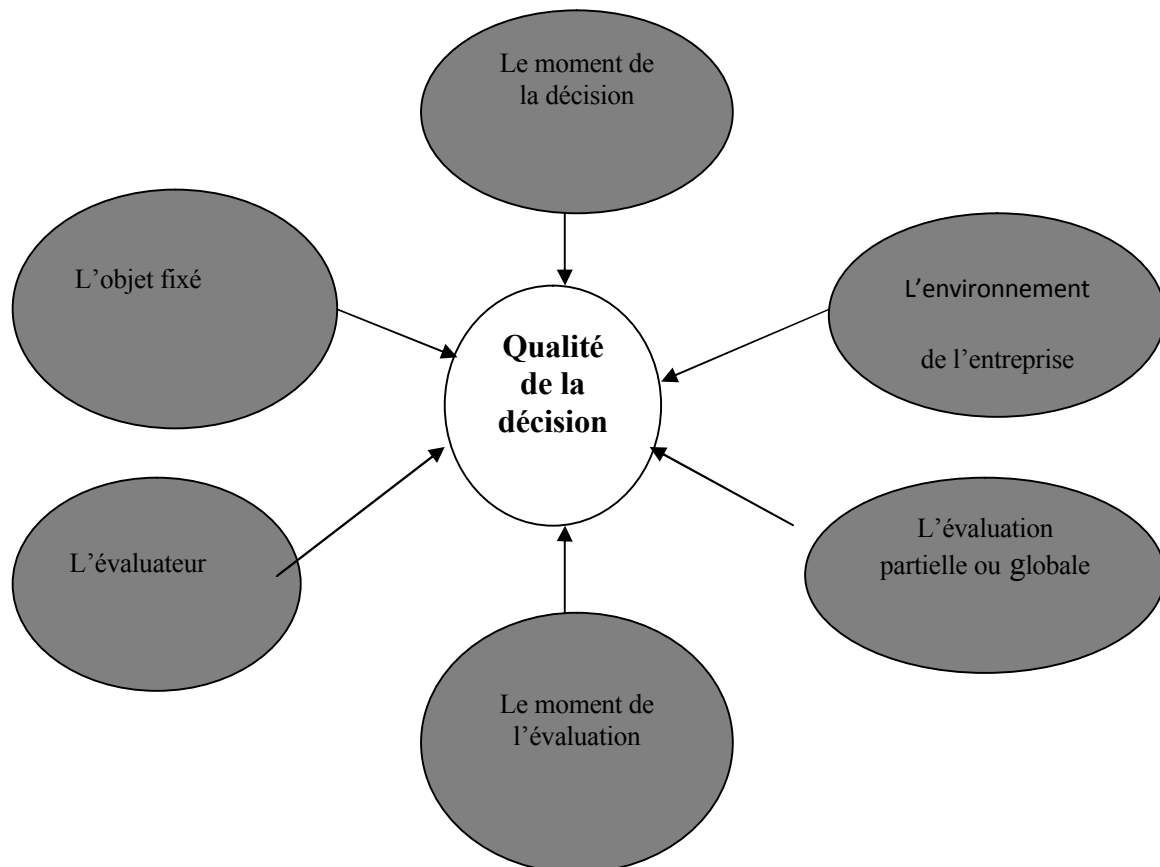 Le moment de
la décision
L’objet fixé
L’environnement
de l’entreprise
Qualité
de la
décision
L’évaluateur
L’évaluation
partielle ou globale
Le moment de
l’évaluation